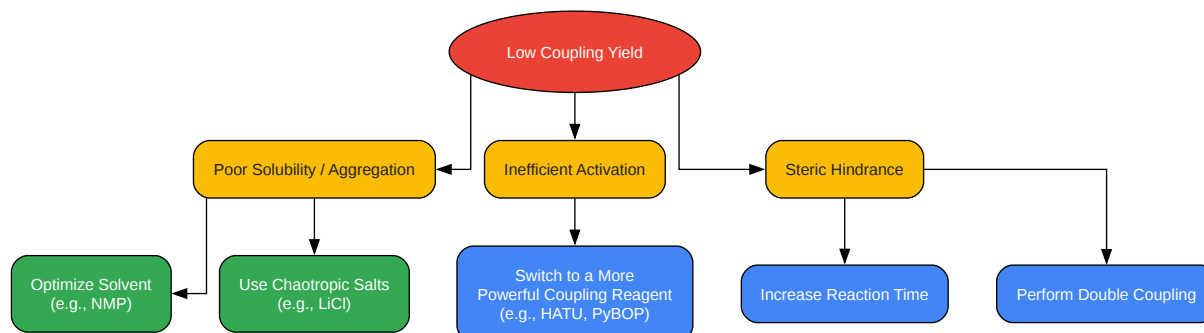 Low Coupling Yield
Poor Solubility / Aggregation
Inefficient Activation
Steric Hindrance
Optimize Solvent
(e.g., NMP)
Use Chaotropic Salts
(e.g., LiCl)
Switch to a More
Powerful Coupling Reagent
(e.g., HATU, PyBOP)
Increase Reaction Time
Perform Double Coupling